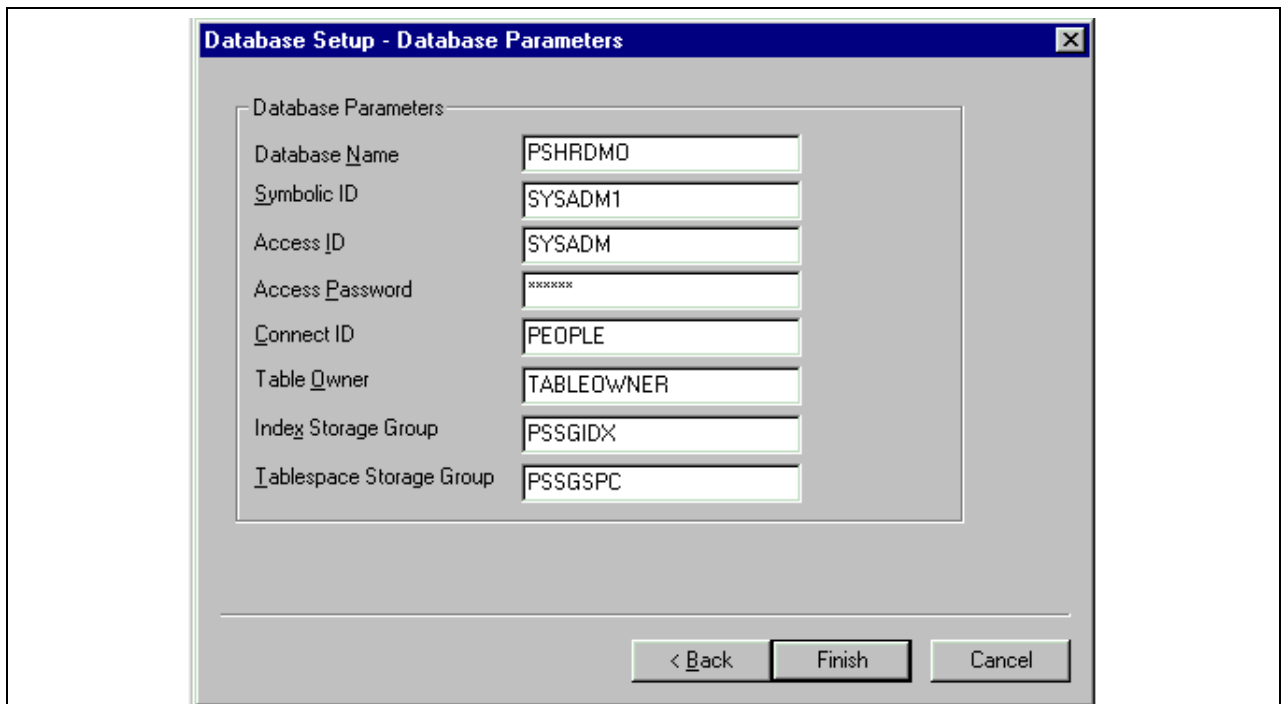 Database Setup - Database Parameters
Database Parameters
Database Name PSHRDMO
Symbolic ID SYSADM1
Access ID SYSADM
Access Password ******
Connect ID PEOPLE
Table Owner TABLEOWNER
Index Storage Group PSSGIDX
Tablespace Storage Group PSSGSPC
< Back Finish Cancel